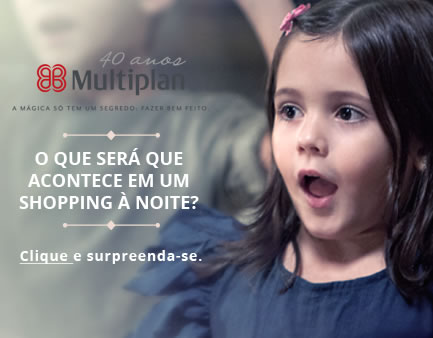 40 anos
Multiplan
A MÁGICA SÓ TEM UM SEGREDO: FAZER BEM FEITO.
O QUE SERÁ QUE
ACONTECE EM UM
SHOPPING À NOITE?
Clique e surpreenda-se.